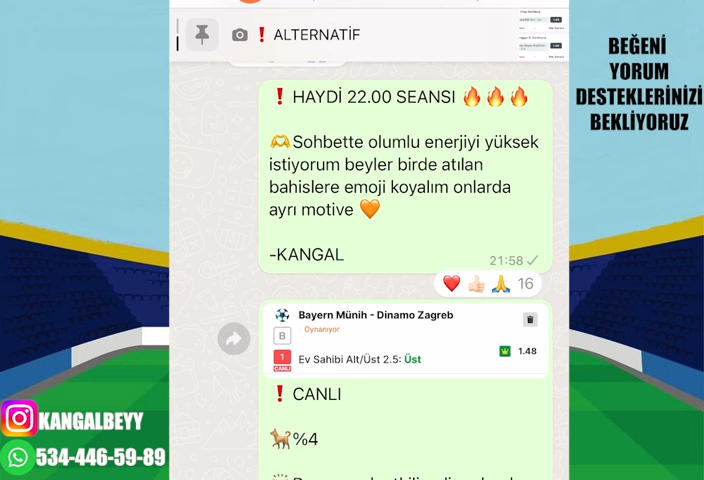 ❗ ALTERNATİF
BEĞENİ
YORUM
DESTEKLERİNİZİ
BEKLİYORUZ
❗ HAYDİ 22.00 SEANSI 🔥🔥🔥
🫶Sohbette olumlu enerjiyi yüksek
istiyorum beyler birde atılan
bahislere emoji koyalım onlarda
ayrı motive 🧡
-KANGAL
21:58
❤️ 👍🏻 🙏 16
Bayern Münih - Dinamo Zagreb
B
Oynanıyor
1
CANLI
Ev Sahibi Alt/Üst 2.5: Üst
1.48
❗ CANLI
🐕%4
KANGALBEYY
534-446-59-89